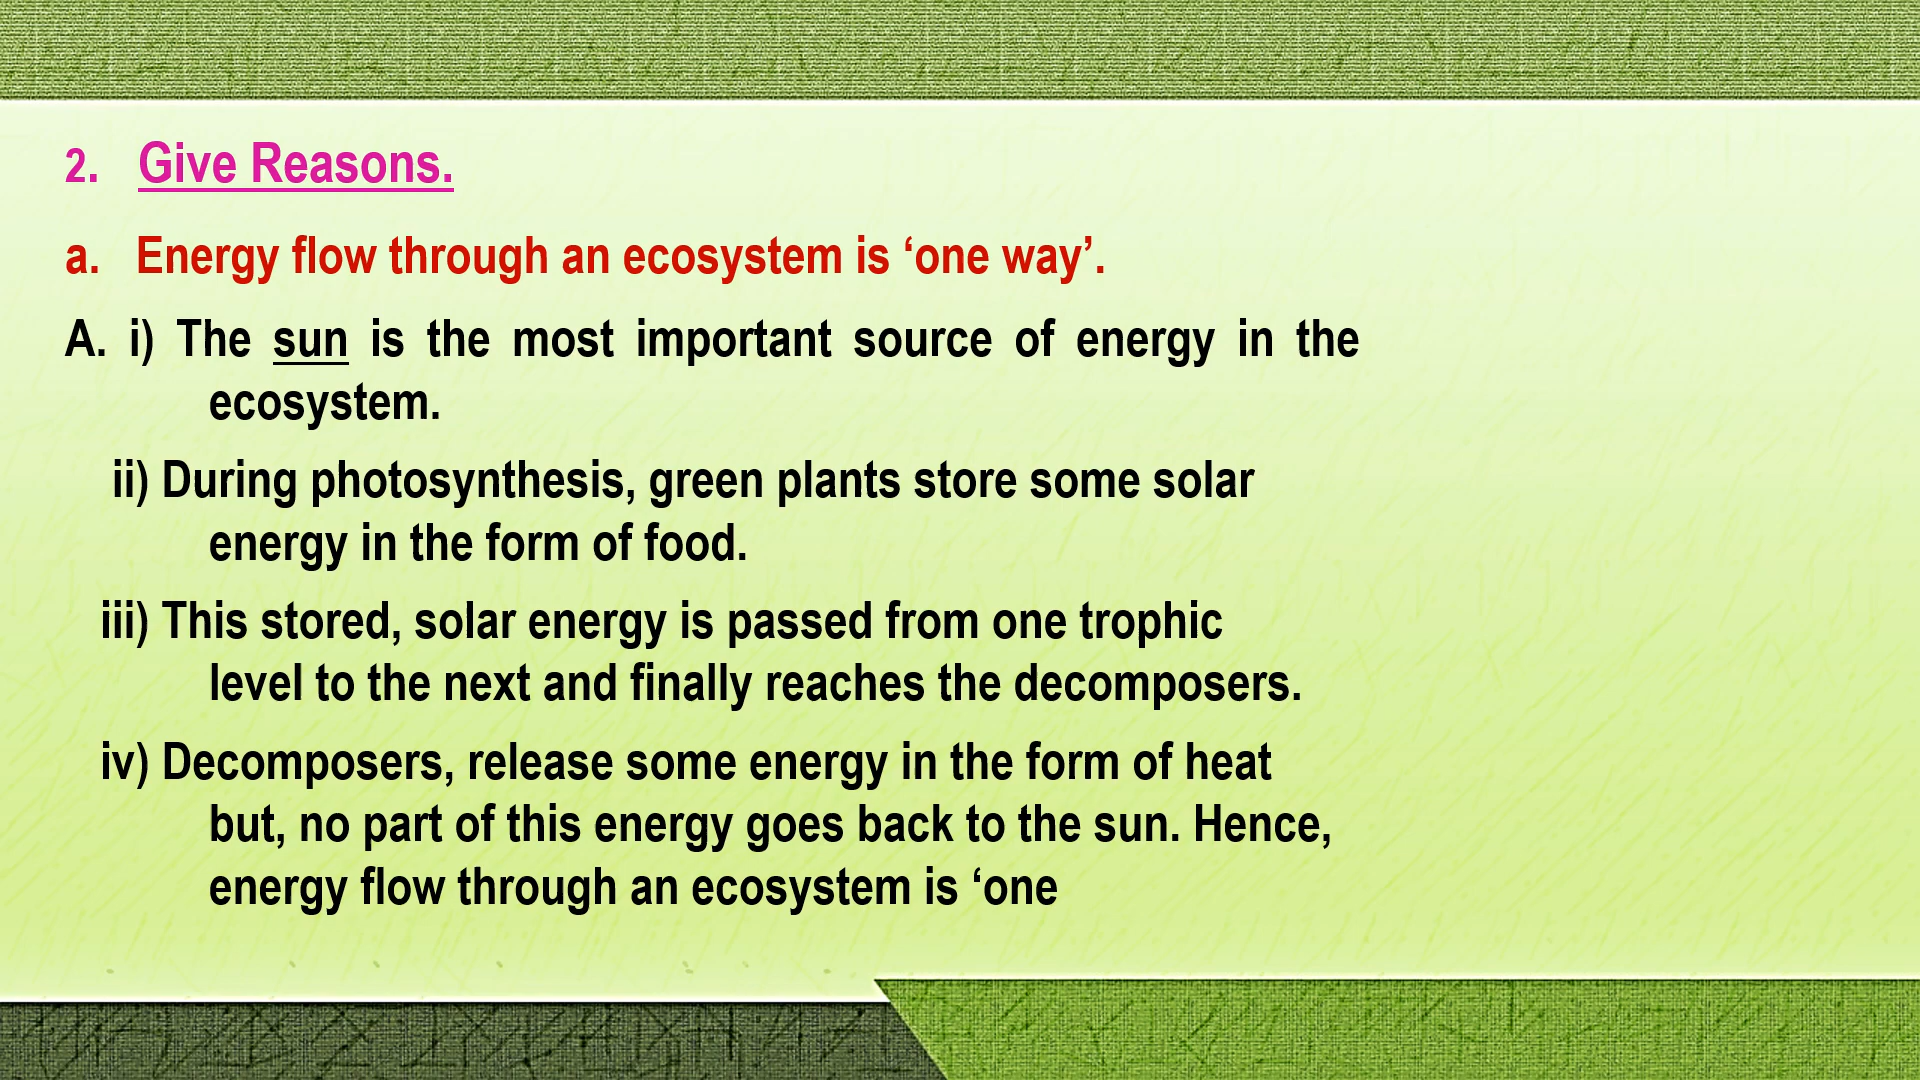 2. Give Reasons.
a. Energy flow through an ecosystem is ‘one way’.
A. i) The sun is the most important source of energy in the
ecosystem.
ii) During photosynthesis, green plants store some solar
energy in the form of food.
iii) This stored, solar energy is passed from one trophic
level to the next and finally reaches the decomposers.
iv) Decomposers, release some energy in the form of heat
but, no part of this energy goes back to the sun. Hence,
energy flow through an ecosystem is ‘one